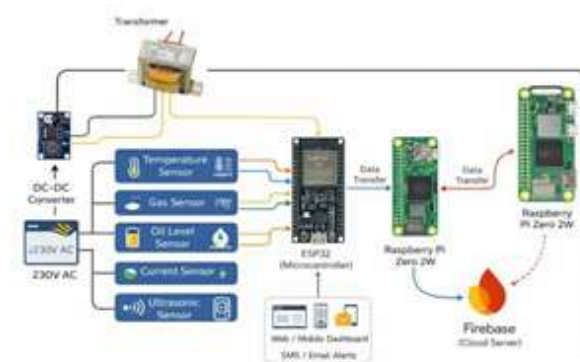 Transformer
DC-DC
Converter
230V AC
230V AC
Temperature
Sensor
Gas Sensor
Oil Level
Sensor
Current Sensor
Ultrasonic
Sensor
ESP32
(Microcontroller)
Data
Transfer
Raspberry Pi
Zero 2W
Data
Transfer
Raspberry
Pi Zero 2W
Web / Mobile Dashboard
SMS / Email Alerts
Firebase
(Cloud Server)